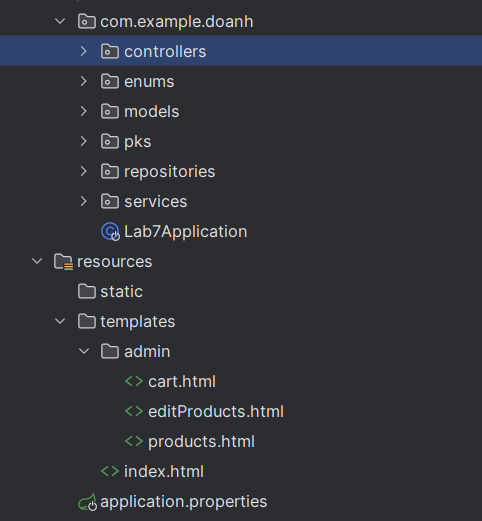 com.example.doanh
controllers
enums
models
pks
repositories
services
Lab7Application
resources
static
templates
admin
cart.html
editProducts.html
products.html
index.html
application.properties